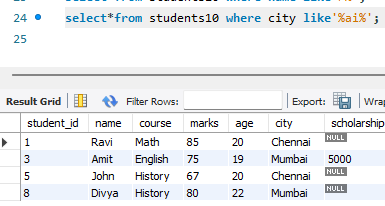 24 select*from students10 where city like'%ai%';
Result Grid Filter Rows: Export: Wrap
student_id name course marks age city scholarship
1 Ravi Math 85 20 Chennai NULL
3 Amit English 75 19 Mumbai 5000
5 John History 67 20 Chennai NULL
8 Divya History 80 22 Mumbai NULL